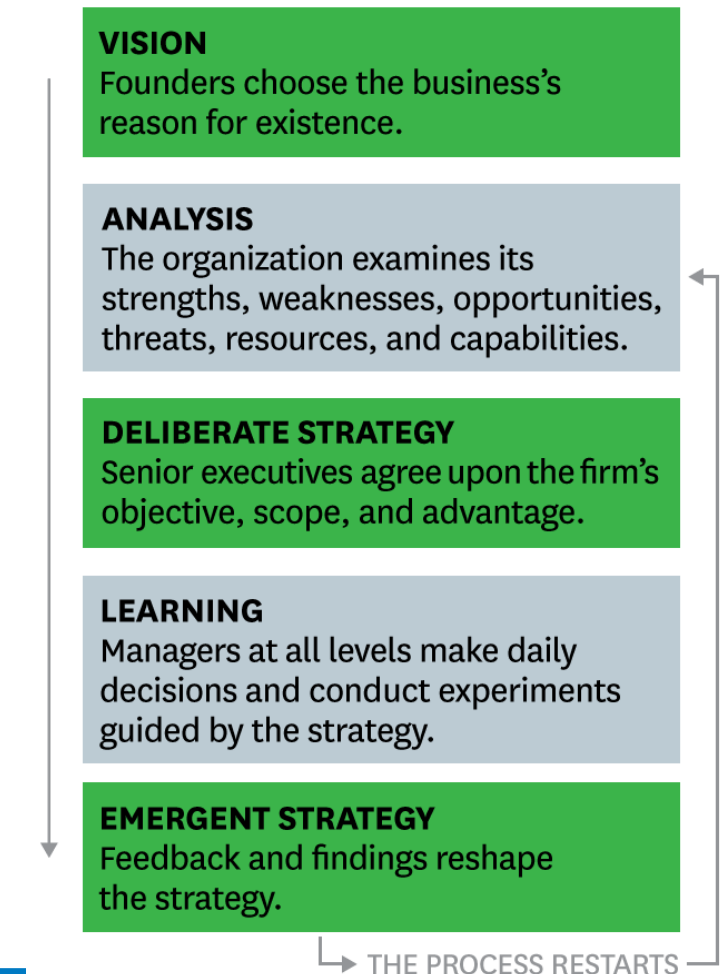 VISION
Founders choose the business’s
reason for existence.
ANALYSIS
The organization examines its
strengths, weaknesses, opportunities,
threats, resources, and capabilities.
DELIBERATE STRATEGY
Senior executives agree upon the firm’s
objective, scope, and advantage.
LEARNING
Managers at all levels make daily
decisions and conduct experiments
guided by the strategy.
EMERGENT STRATEGY
Feedback and findings reshape
the strategy.
THE PROCESS RESTARTS